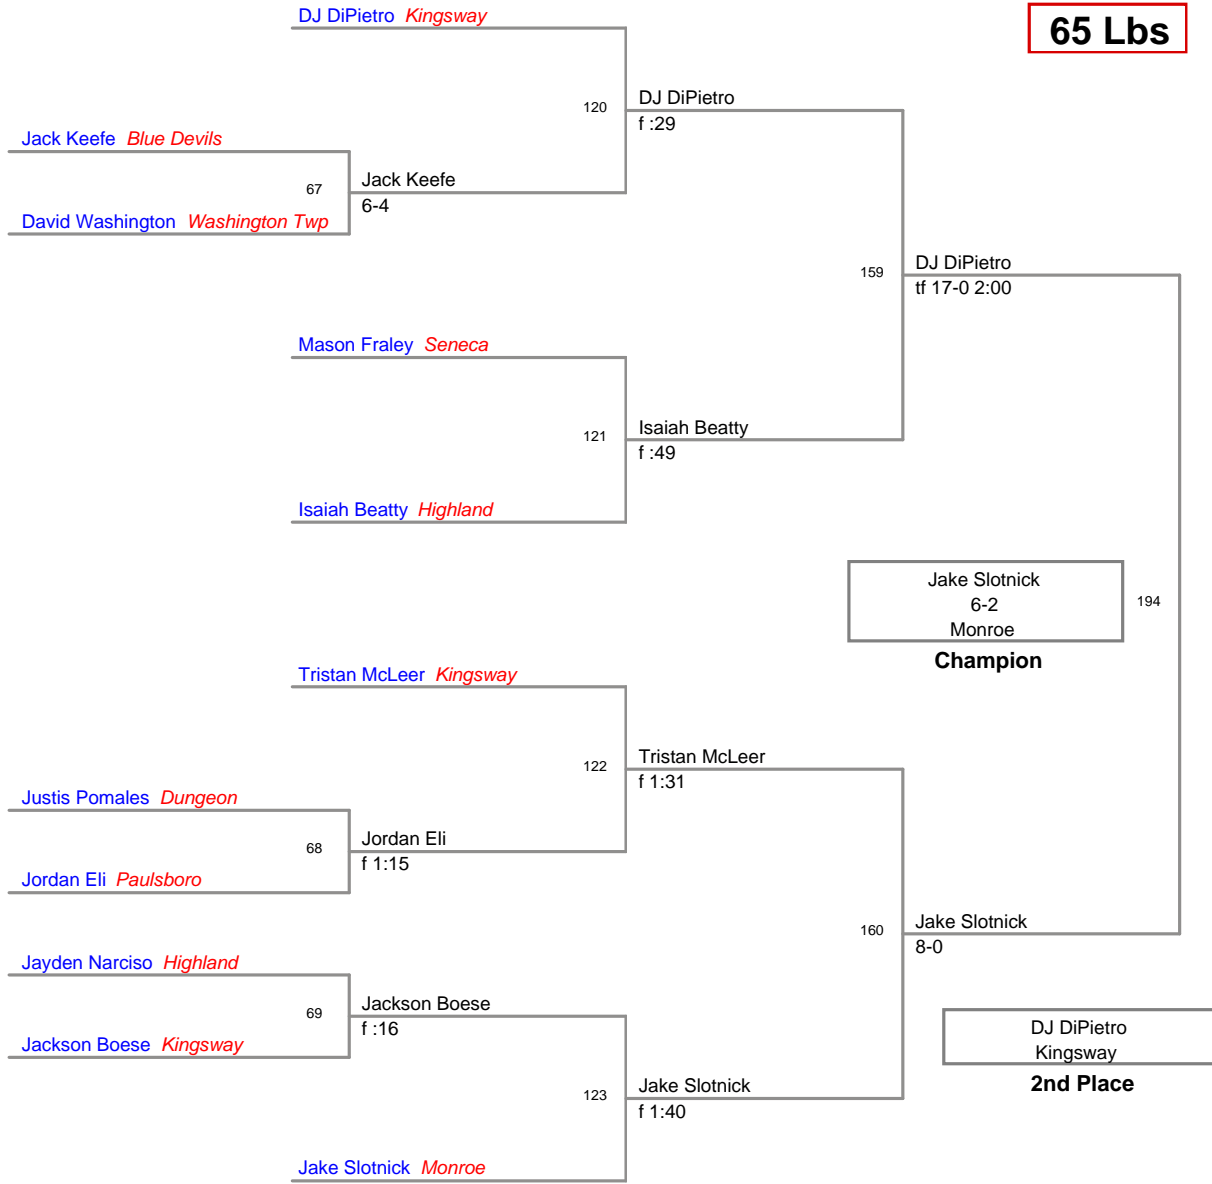 DJ DiPietro Kingsway
65 Lbs
120
DJ DiPietro
f :29
Jack Keefe Blue Devils
67
Jack Keefe
6-4
David Washington Washington Twp
159
DJ DiPietro
tf 17-0 2:00
Mason Fraley Seneca
121
Isaiah Beatty
f :49
Isaiah Beatty Highland
Jake Slotnick
6-2
Monroe
194
Champion
Tristan McLeer Kingsway
122
Tristan McLeer
f 1:31
Justis Pomales Dungeon
68
Jordan Eli
f 1:15
Jordan Eli Paulsboro
160
Jake Slotnick
8-0
Jayden Narciso Highland
69
Jackson Boese
f :16
Jackson Boese Kingsway
DJ DiPietro
Kingsway
2nd Place
123
Jake Slotnick
f 1:40
Jake Slotnick Monroe